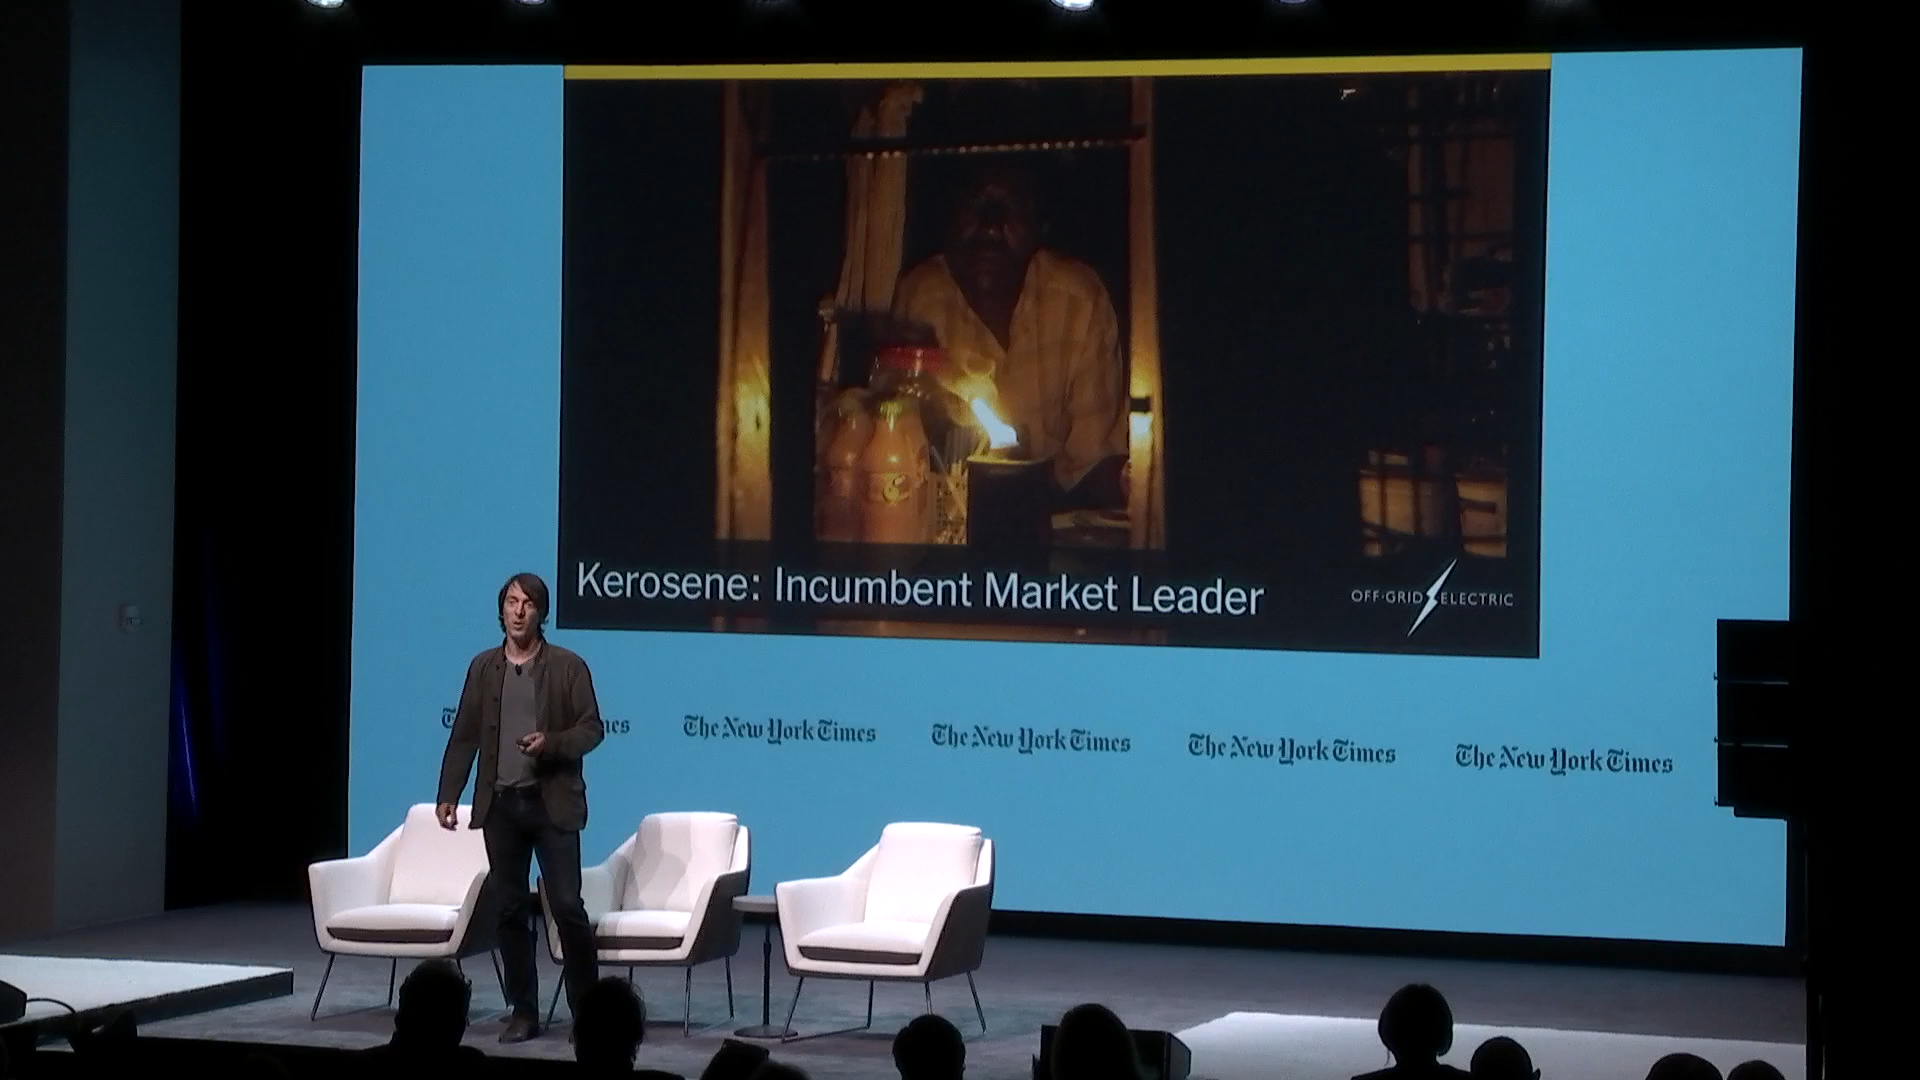 Kerosene: Incumbent Market Leader
OFF·GRID ELECTRIC
The New York Times
The New York Times
The New York Times
The New York Times